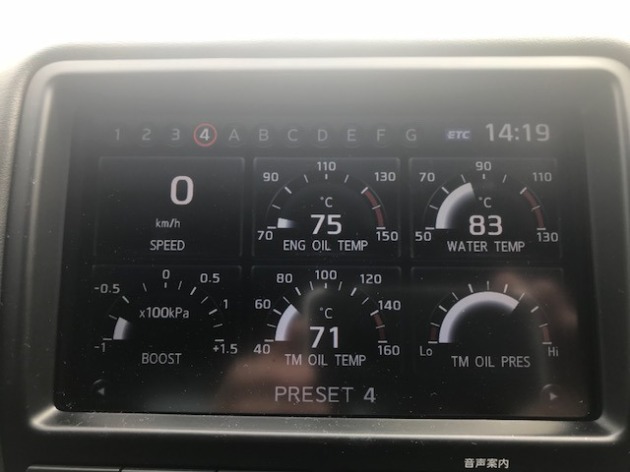 1 2 3 4 A B C D E F G ETC 14:19
0
km/h
SPEED
70 90 110 130 150
°C
75
ENG OIL TEMP
50 70 90 110 130
°C
83
WATER TEMP
-1 -0.5 0 0.5 1 +1.5
x100kPa
BOOST
40 60 80 100 120 140 160
°C
71
TM OIL TEMP
Lo Hi
TM OIL PRES
PRESET 4
音声案内